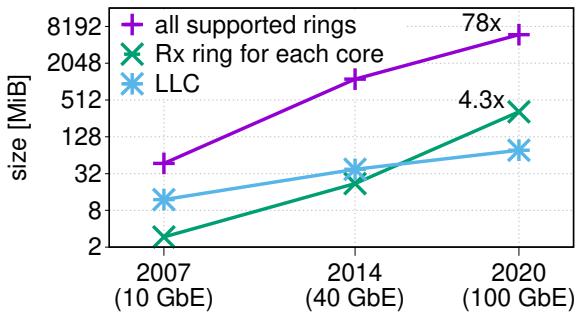 8192
2048
512
128
32
8
2
size [MiB]
all supported rings
Rx ring for each core
LLC
78x
4.3x
2007
(10 GbE)
2014
(40 GbE)
2020
(100 GbE)